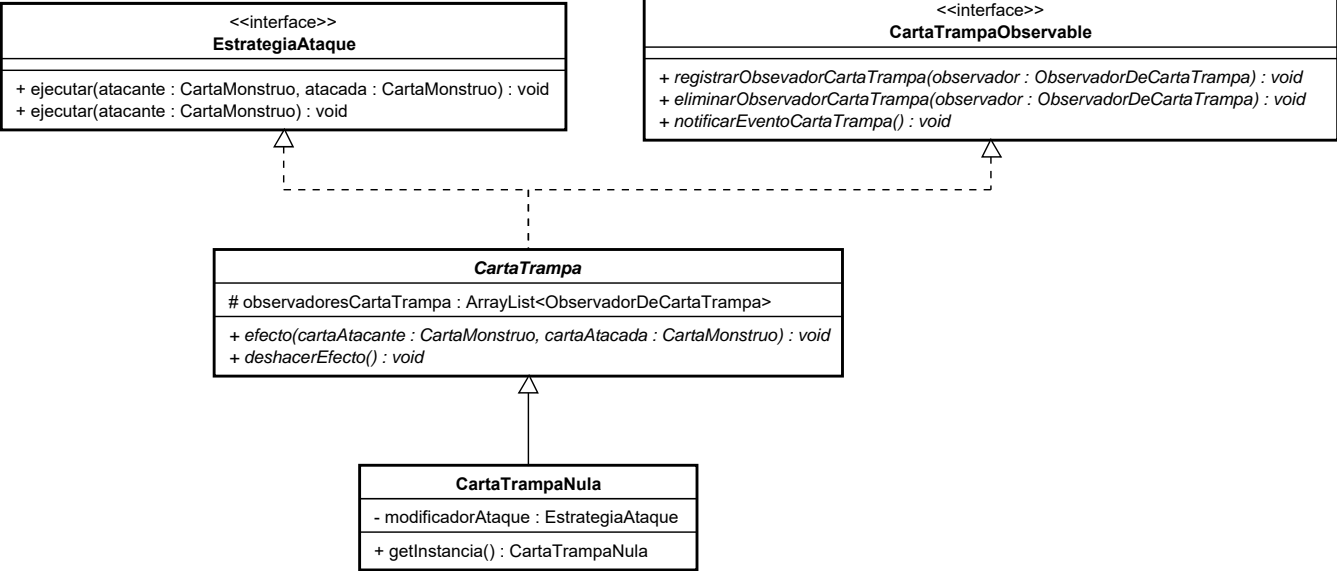 <<interface>>
EstrategiaAtaque
+ ejecutar(atacante : CartaMonstruo, atacada : CartaMonstruo) : void
+ ejecutar(atacante : CartaMonstruo) : void
<<interface>>
CartaTrampaObservable
+ registrarObsevadorCartaTrampa(observador : ObservadorDeCartaTrampa) : void
+ eliminarObservadorCartaTrampa(observador : ObservadorDeCartaTrampa) : void
+ notificarEventoCartaTrampa() : void
CartaTrampa
# observadoresCartaTrampa : ArrayList<ObservadorDeCartaTrampa>
+ efecto(cartaAtacante : CartaMonstruo, cartaAtacada : CartaMonstruo) : void
+ deshacerEfecto() : void
CartaTrampaNula
- modificadorAtaque : EstrategiaAtaque
+ getInstancia() : CartaTrampaNula